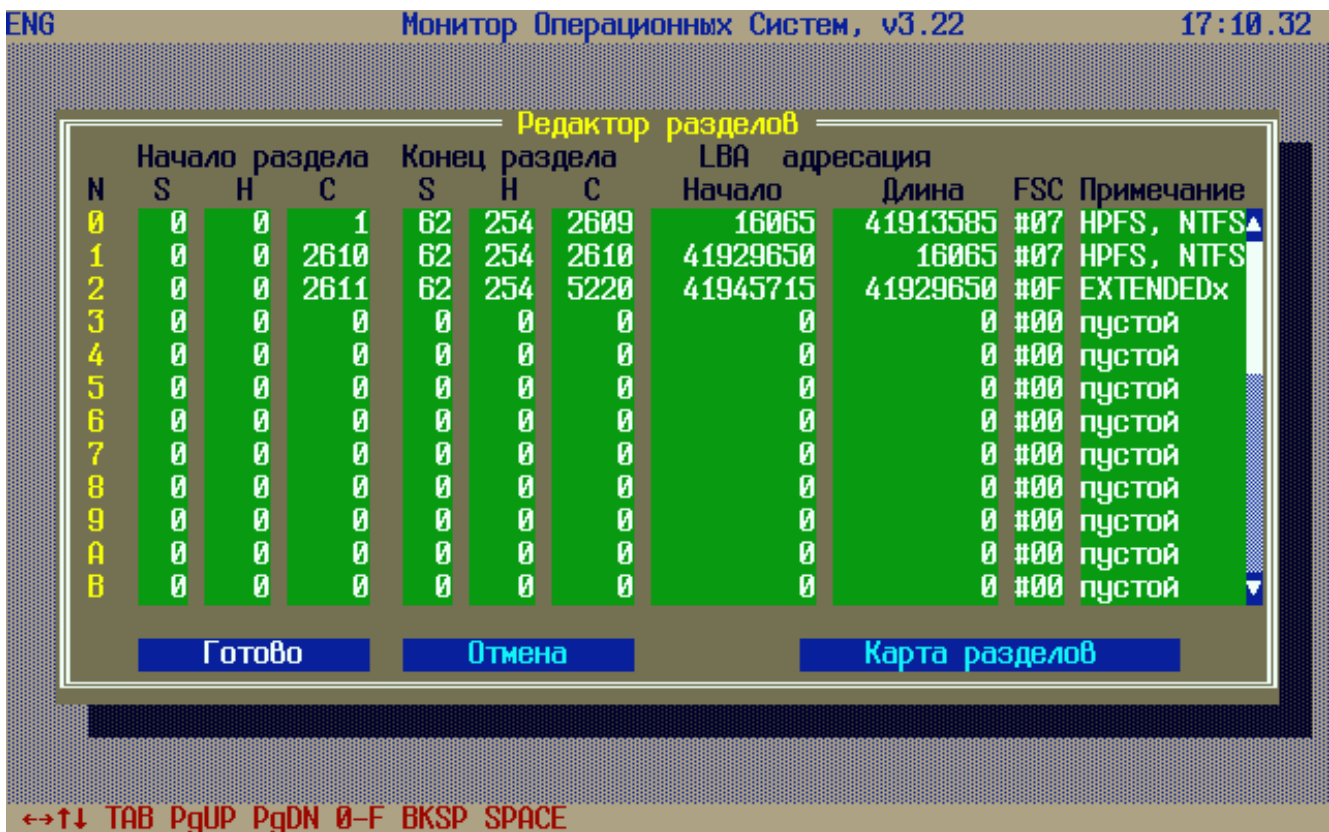 ENG Монитор Операционных Систем, v3.22 17:10.32
Редактор разделов
Начало раздела Конец раздела LBA адресация
N S H C S H C Начало Длина FSC Примечание
0 0 0 1 62 254 2609 16065 41913585 #07 HPFS, NTFS
1 0 0 2610 62 254 2610 41929650 16065 #07 HPFS, NTFS
2 0 0 2611 62 254 5220 41945715 41929650 #0F EXTENDEDx
3 0 0 0 0 0 0 0 0 #00 пустой
4 0 0 0 0 0 0 0 0 #00 пустой
5 0 0 0 0 0 0 0 0 #00 пустой
6 0 0 0 0 0 0 0 0 #00 пустой
7 0 0 0 0 0 0 0 0 #00 пустой
8 0 0 0 0 0 0 0 0 #00 пустой
9 0 0 0 0 0 0 0 0 #00 пустой
A 0 0 0 0 0 0 0 0 #00 пустой
B 0 0 0 0 0 0 0 0 #00 пустой
Готово Отмена Карта разделов
←→↑↓ TAB PgUP PgDN 0-F BKSP SPACE